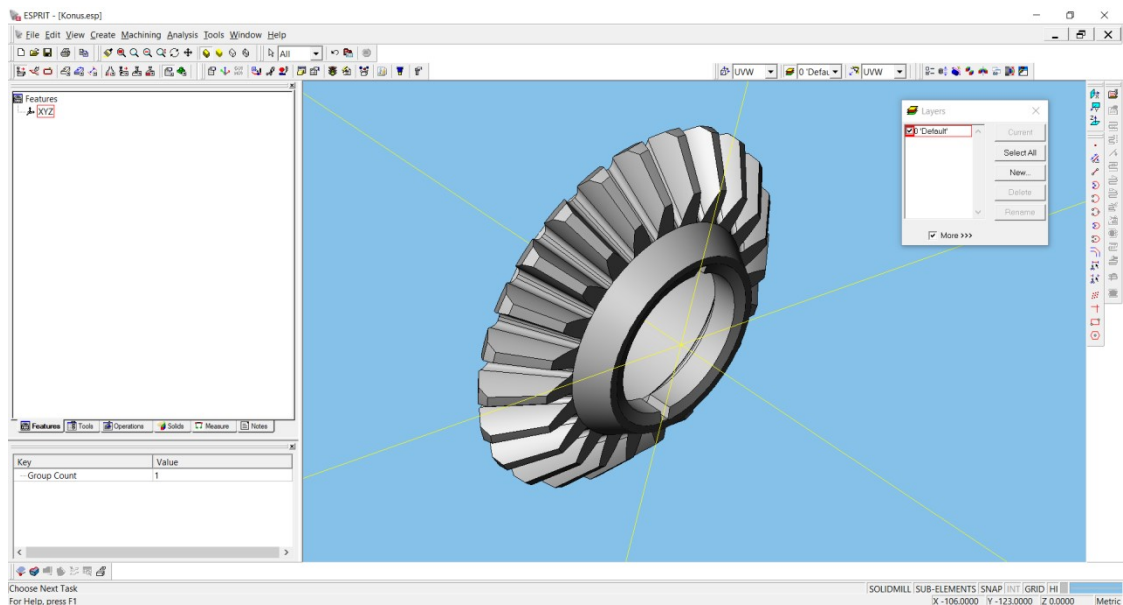 ESPRIT - [Konus.esp]
File Edit View Create Machining Analysis Tools Window Help
All
UVW 0 'Defau UVW
Features
XYZ
Layers
0 'Default'
Current
Select All
New...
Delete
Rename
More >>>
Features Tools Operations Solids Measure Notes
Key Value
Group Count 1
Choose Next Task
SOLIDMILL SUB-ELEMENTS SNAP INT GRID HI
For Help, press F1
X -106.0000 Y -123.0000 Z 0.0000 Metric